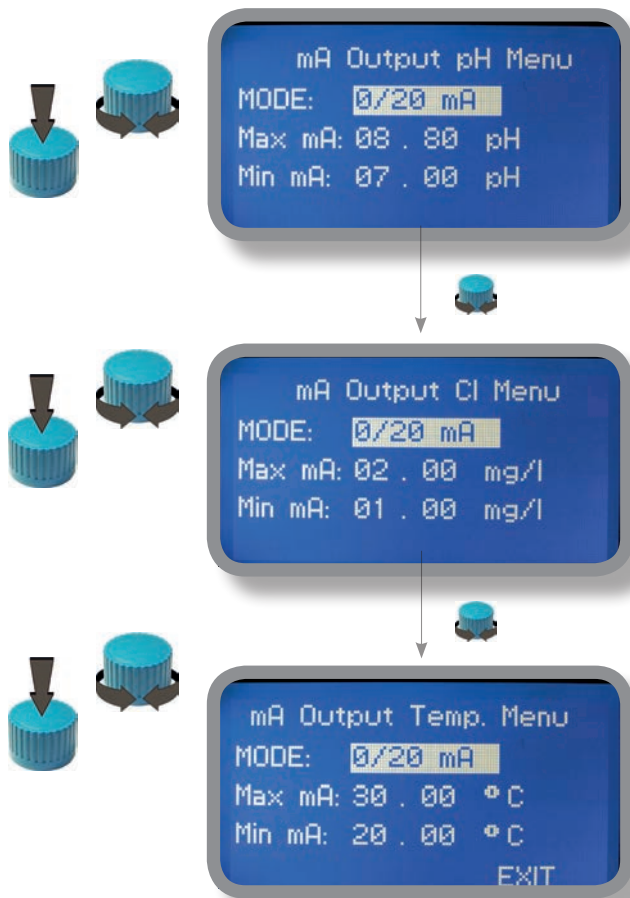 mA Output pH Menu
MODE: 0/20 mA
Max mA: 08 . 80 pH
Min mA: 07 . 00 pH
mA Output Cl Menu
MODE: 0/20 mA
Max mA: 02 . 00 mg/l
Min mA: 01 . 00 mg/l
mA Output Temp. Menu
MODE: 0/20 mA
Max mA: 30 . 00 °C
Min mA: 20 . 00 °C
EXIT